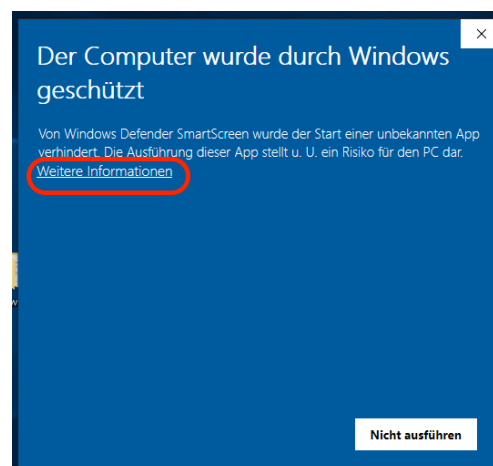 Der Computer wurde durch Windows
geschützt
Von Windows Defender SmartScreen wurde der Start einer unbekannten App
verhindert. Die Ausführung dieser App stellt u. U. ein Risiko für den PC dar.
Weitere Informationen
Nicht ausführen